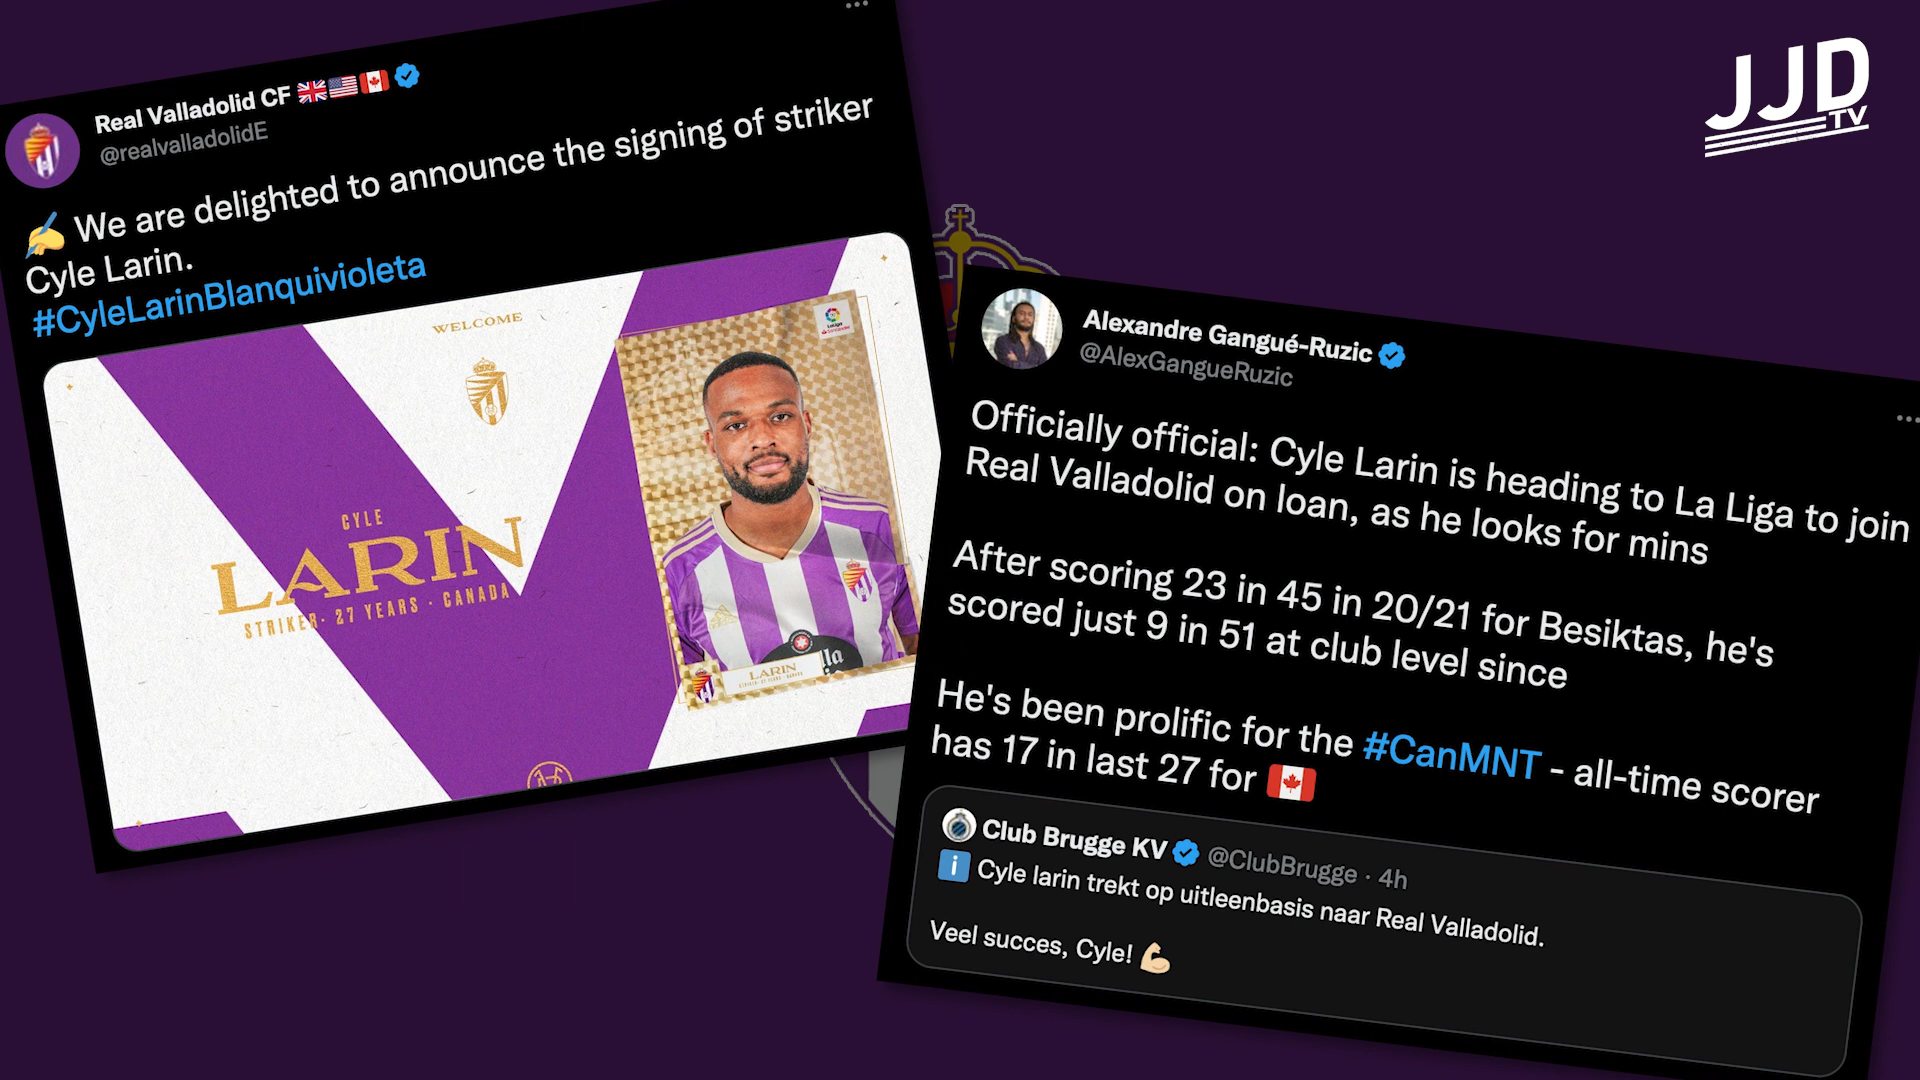 Real Valladolid CF 🇬🇧🇺🇸🇨🇦
@realvalladolidE
✍️ We are delighted to announce the signing of striker
Cyle Larin.
#CyleLarinBlanquivioleta
WELCOME
CYLE
LARIN
STRIKER · 27 YEARS · CANADA
LaLiga
LARIN
JJD
TV
Alexandre Gangué-Ruzic
@AlexGangueRuzic
Officially official: Cyle Larin is heading to La Liga to join
Real Valladolid on loan, as he looks for mins
After scoring 23 in 45 in 20/21 for Besiktas, he's
scored just 9 in 51 at club level since
He's been prolific for the #CanMNT - all-time scorer
has 17 in last 27 for 🇨🇦
Club Brugge KV @ClubBrugge · 4h
ℹ️ Cyle larin trekt op uitleenbasis naar Real Valladolid.
Veel succes, Cyle! 💪🏻